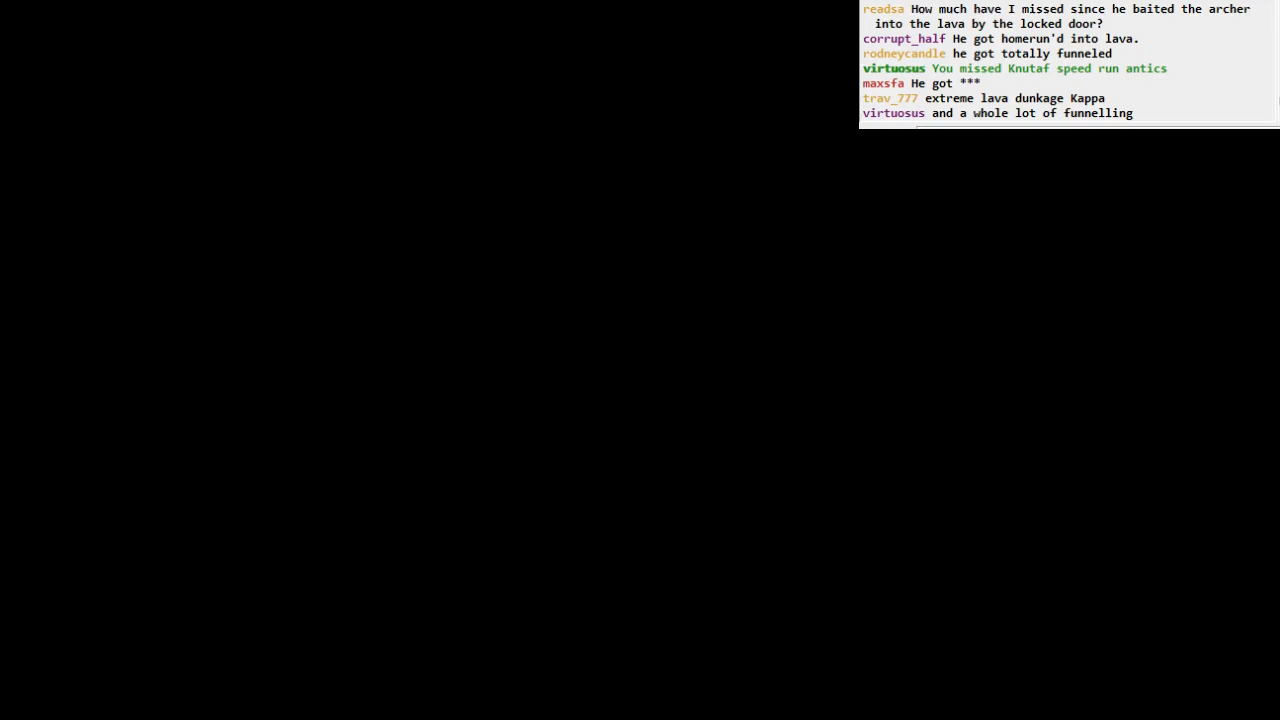 readsa How much have I missed since he baited the archer
into the lava by the locked door?
corrupt_half He got homerun'd into lava.
rodneycandle he got totally funneled
virtuosus You missed Knutaf speed run antics
maxsfa He got ***
trav_777 extreme lava dunkage Kappa
virtuosus and a whole lot of funnelling